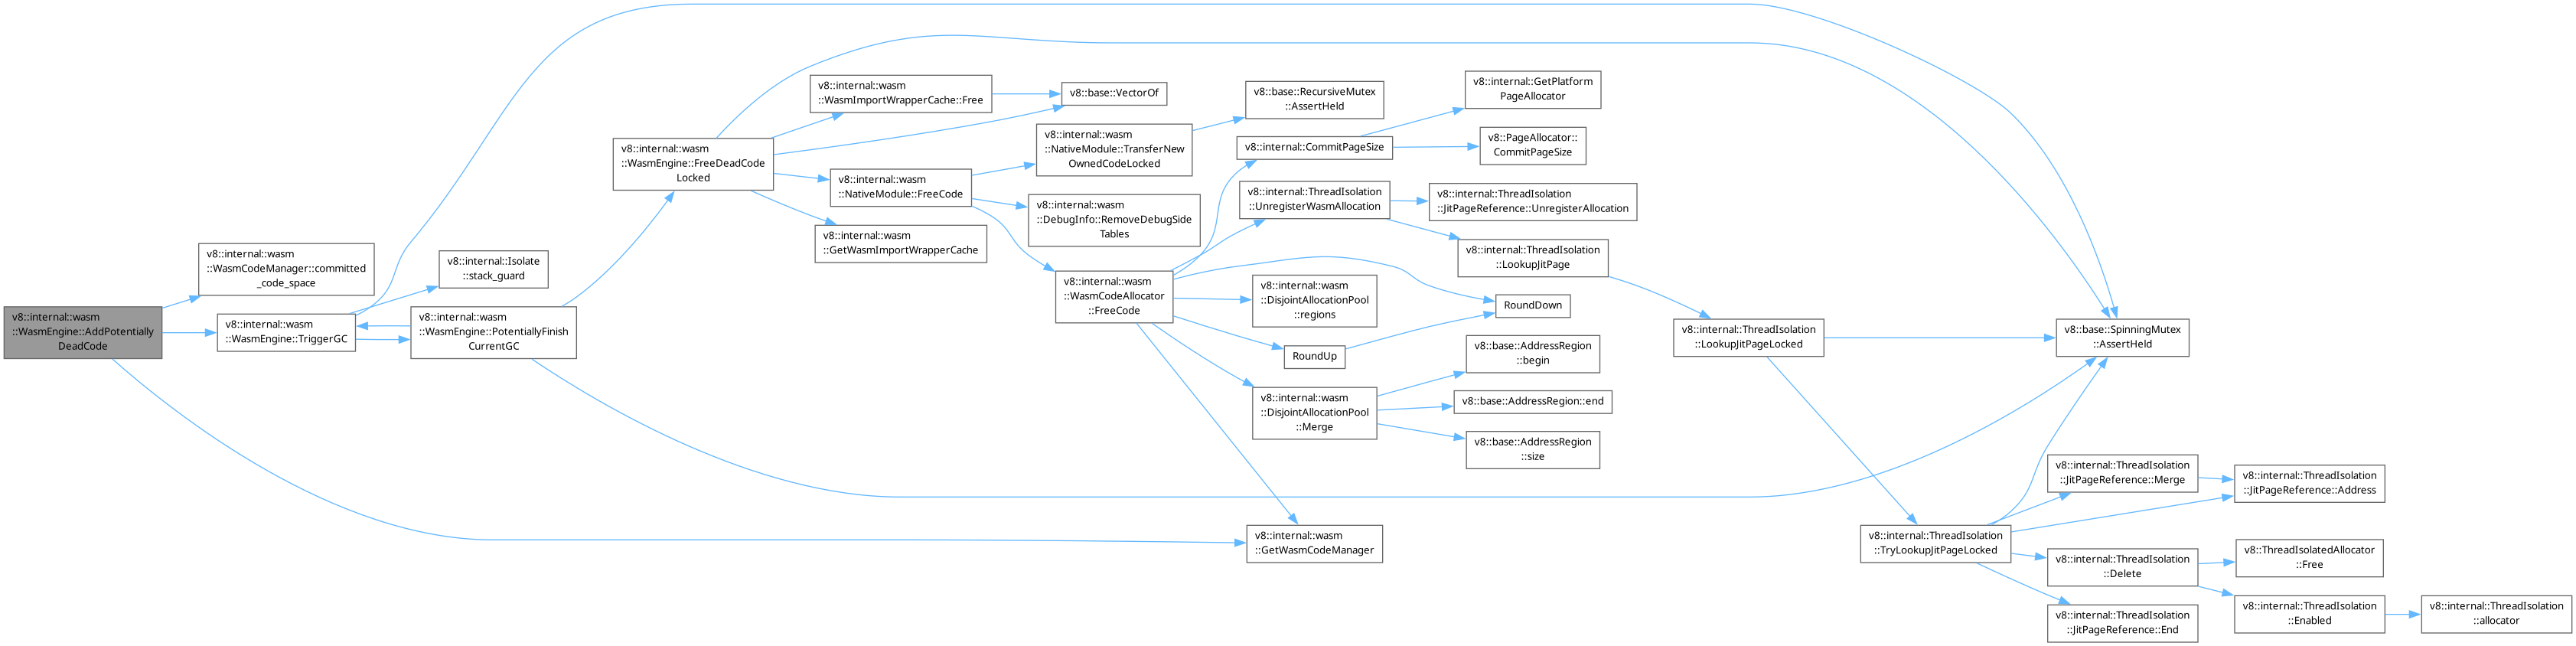 v8::internal::wasm
::WasmEngine::AddPotentially
DeadCode
v8::internal::wasm
::WasmCodeManager::committed
_code_space
v8::internal::wasm
::WasmEngine::TriggerGC
v8::internal::Isolate
::stack_guard
v8::internal::wasm
::WasmEngine::PotentiallyFinish
CurrentGC
v8::internal::wasm
::WasmEngine::FreeDeadCode
Locked
v8::internal::wasm
::WasmImportWrapperCache::Free
v8::internal::wasm
::NativeModule::FreeCode
v8::internal::wasm
::GetWasmImportWrapperCache
v8::base::VectorOf
v8::internal::wasm
::NativeModule::TransferNew
OwnedCodeLocked
v8::internal::wasm
::DebugInfo::RemoveDebugSide
Tables
v8::internal::wasm
::WasmCodeAllocator
::FreeCode
v8::base::RecursiveMutex
::AssertHeld
v8::internal::CommitPageSize
v8::internal::ThreadIsolation
::UnregisterWasmAllocation
v8::internal::wasm
::DisjointAllocationPool
::regions
RoundUp
v8::internal::wasm
::DisjointAllocationPool
::Merge
v8::internal::wasm
::GetWasmCodeManager
v8::internal::GetPlatform
PageAllocator
v8::PageAllocator::
CommitPageSize
v8::internal::ThreadIsolation
::JitPageReference::UnregisterAllocation
v8::internal::ThreadIsolation
::LookupJitPage
RoundDown
v8::base::AddressRegion
::begin
v8::base::AddressRegion::end
v8::base::AddressRegion
::size
v8::internal::ThreadIsolation
::LookupJitPageLocked
v8::internal::ThreadIsolation
::TryLookupJitPageLocked
v8::base::SpinningMutex
::AssertHeld
v8::internal::ThreadIsolation
::JitPageReference::Merge
v8::internal::ThreadIsolation
::Delete
v8::internal::ThreadIsolation
::JitPageReference::End
v8::internal::ThreadIsolation
::JitPageReference::Address
v8::ThreadIsolatedAllocator
::Free
v8::internal::ThreadIsolation
::Enabled
v8::internal::ThreadIsolation
::allocator